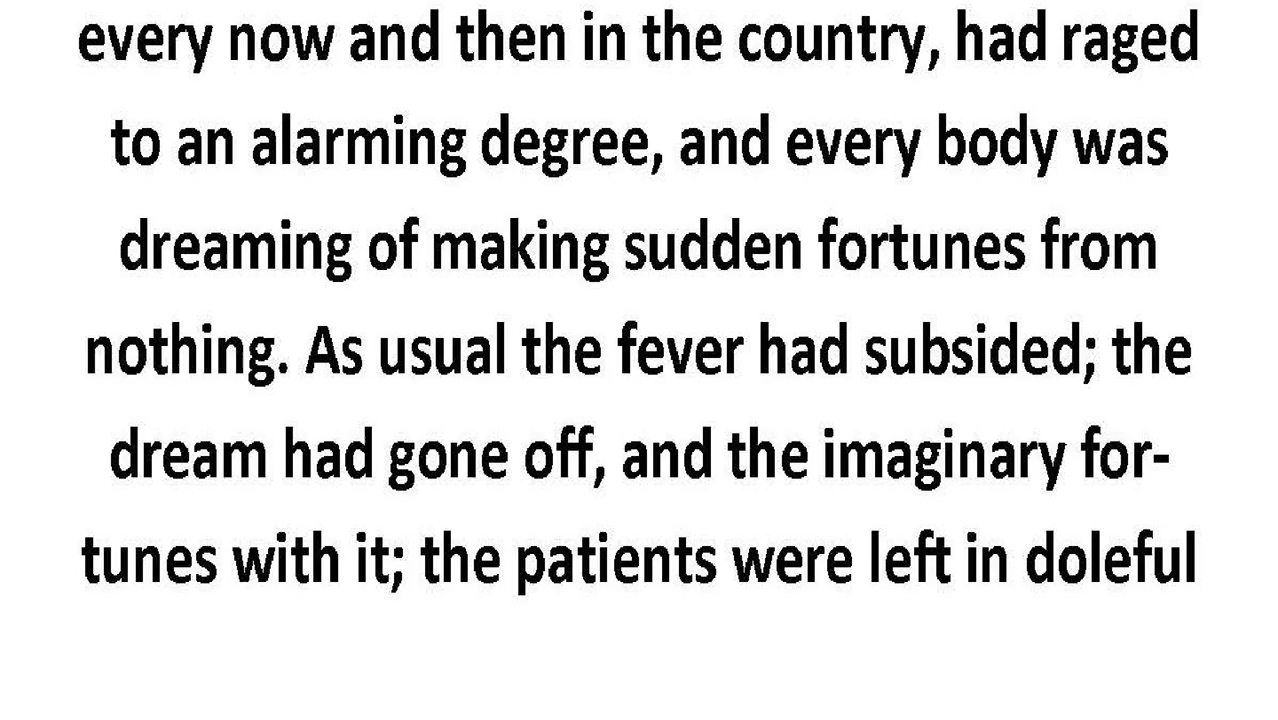 every now and then in the country, had raged
to an alarming degree, and every body was
dreaming of making sudden fortunes from
nothing. As usual the fever had subsided; the
dream had gone off, and the imaginary for-
tunes with it; the patients were left in doleful